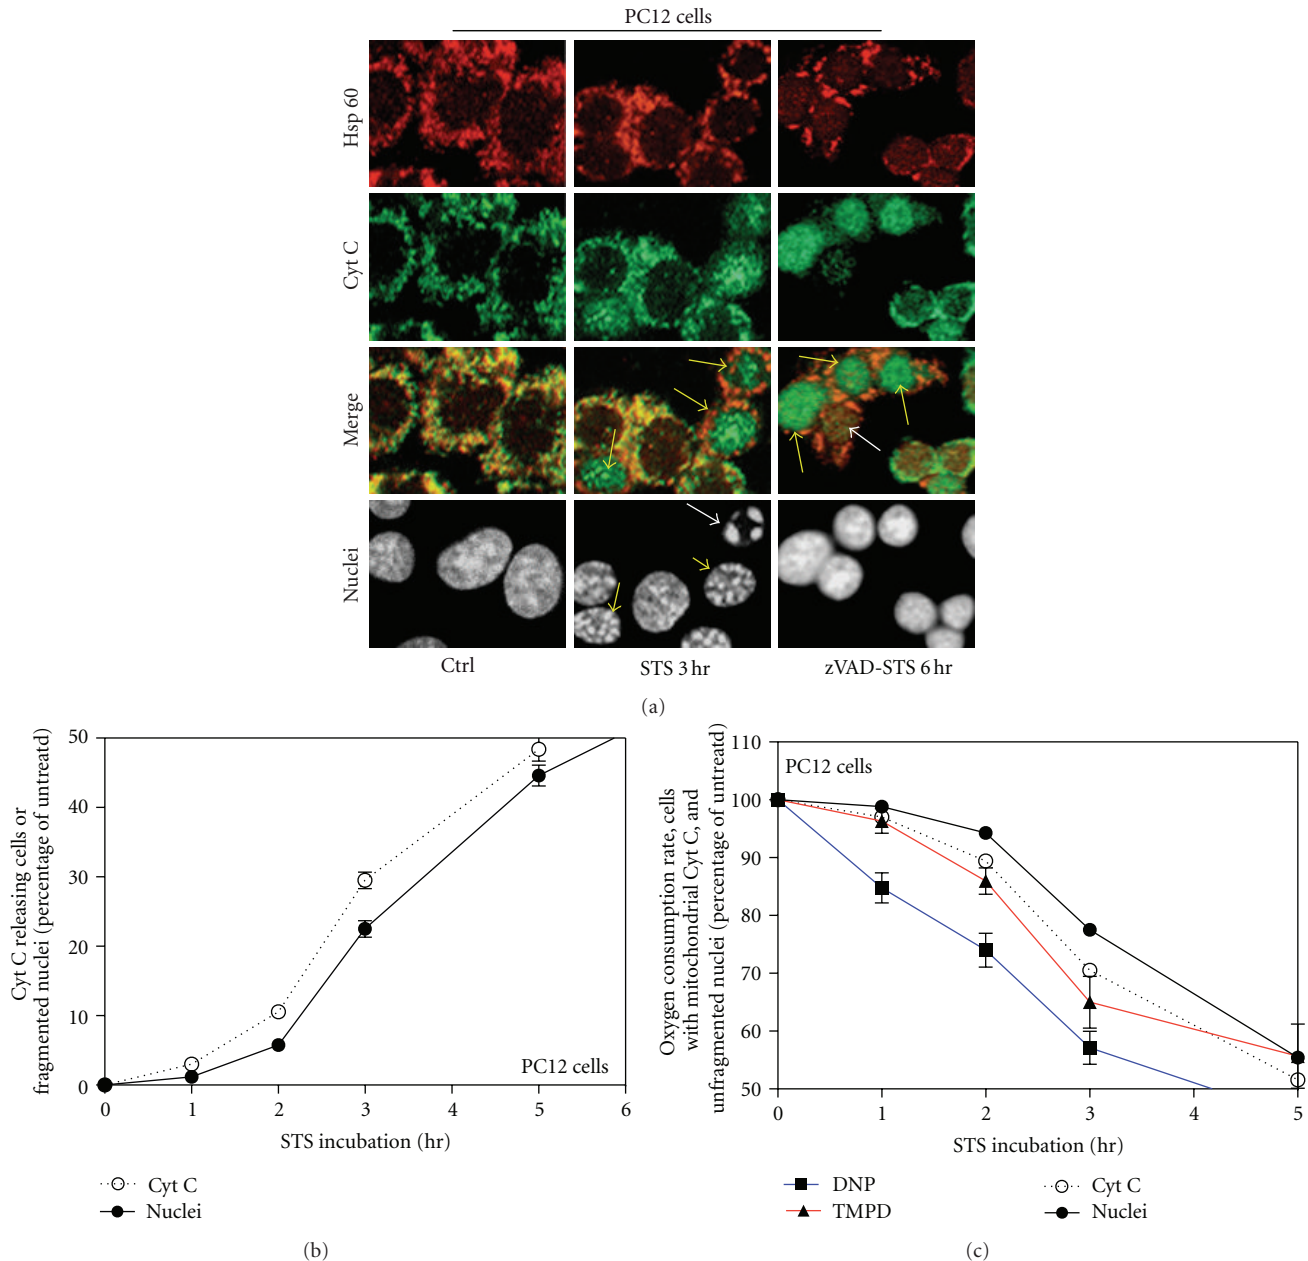 PC12 cells
Hsp 60
Cyt C
Merge
Nuclei
Ctrl
STS 3 hr
zVAD-STS 6 hr
(a)
Cyt C releasing cells or
fragmented nuclei (percentage of untreatd)
50
40
30
20
10
0
PC12 cells
0 1 2 3 4 5 6
STS incubation (hr)
Cyt C
Nuclei
(b)
Oxygen consumption rate, cells
with mitochondrial Cyt C, and
unfragmented nuclei (percentage of untreatd)
110
100
90
80
70
60
50
PC12 cells
0 1 2 3 4 5
STS incubation (hr)
DNP
TMPD
Cyt C
Nuclei
(c)